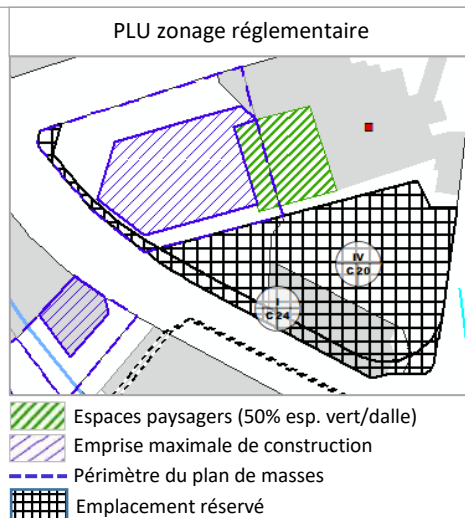 PLU zonage réglementaire
IV
C 20
I
C 24
Espaces paysagers (50% esp. vert/dalle)
Emprise maximale de construction
Périmètre du plan de masses
Emplacement réservé